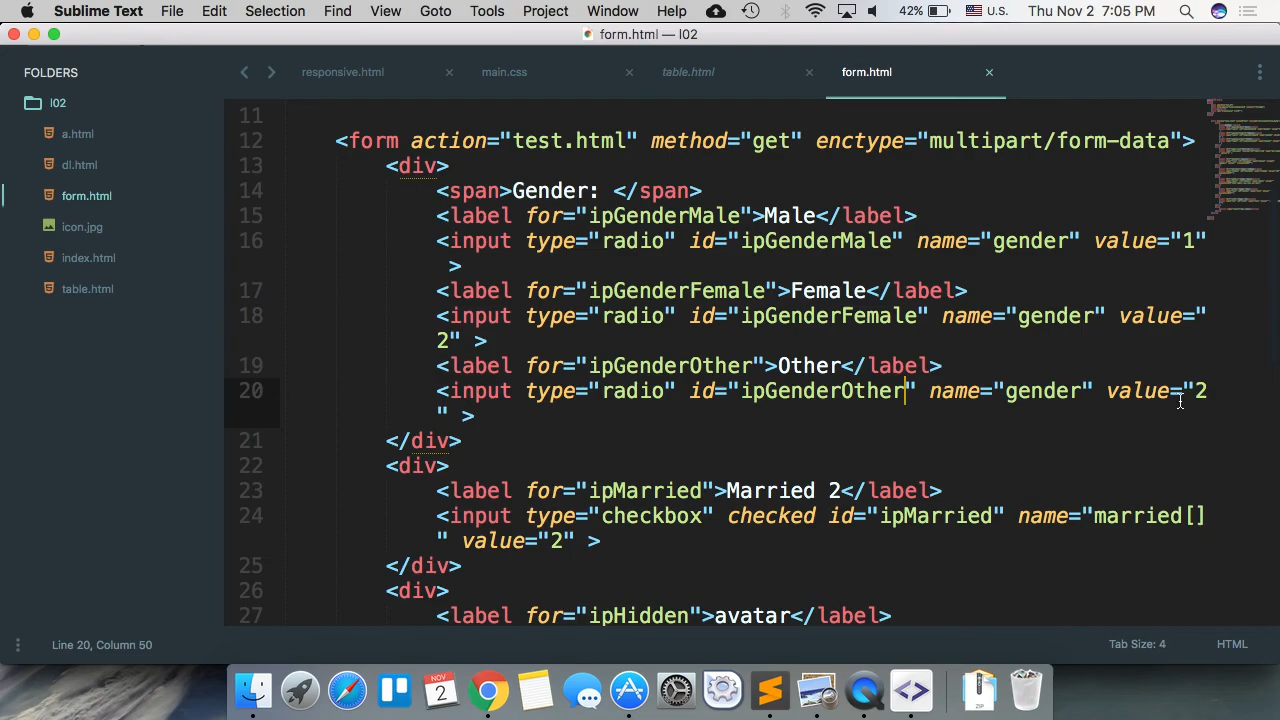 Sublime Text File Edit Selection Find View Goto Tools Project Window Help 42% U.S. Thu Nov 2 7:05 PM
form.html — l02
FOLDERS
l02
a.html
dl.html
form.html
icon.jpg
index.html
table.html
responsive.html main.css table.html form.html
11
12 <form action="test.html" method="get" enctype="multipart/form-data">
13 <div>
14 <span>Gender: </span>
15 <label for="ipGenderMale">Male</label>
16 <input type="radio" id="ipGenderMale" name="gender" value="1"
>
17 <label for="ipGenderFemale">Female</label>
18 <input type="radio" id="ipGenderFemale" name="gender" value="
2" >
19 <label for="ipGenderOther">Other</label>
20 <input type="radio" id="ipGenderOther" name="gender" value="2
" >
21 </div>
22 <div>
23 <label for="ipMarried">Married 2</label>
24 <input type="checkbox" checked id="ipMarried" name="married[]
" value="2" >
25 </div>
26 <div>
27 <label for="ipHidden">avatar</label>
Line 20, Column 50 Tab Size: 4 HTML
NOV
2
ZIP